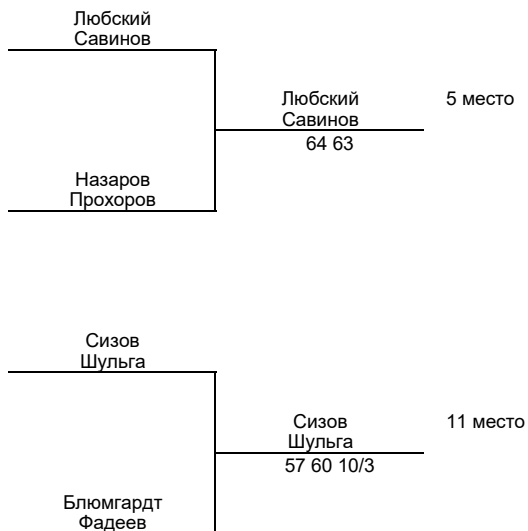 Любский
Савинов
Любский
Савинов
5 место
64 63
Назаров
Прохоров
Сизов
Шульга
Сизов
Шульга
11 место
57 60 10/3
Блюмгардт
Фадеев